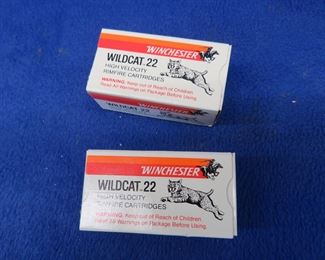 WINCHESTER
WILDCAT 22
HIGH VELOCITY
RIMFIRE CARTRIDGES
WARNING: Keep out of Reach of Children
Read All Warnings on Package Before Using
WILDCAT 22
WINCHESTER
WILDCAT 22
HIGH VELOCITY
RIMFIRE CARTRIDGES
WARNING: Keep out of Reach of Children
Read All Warnings on Package Before Using.